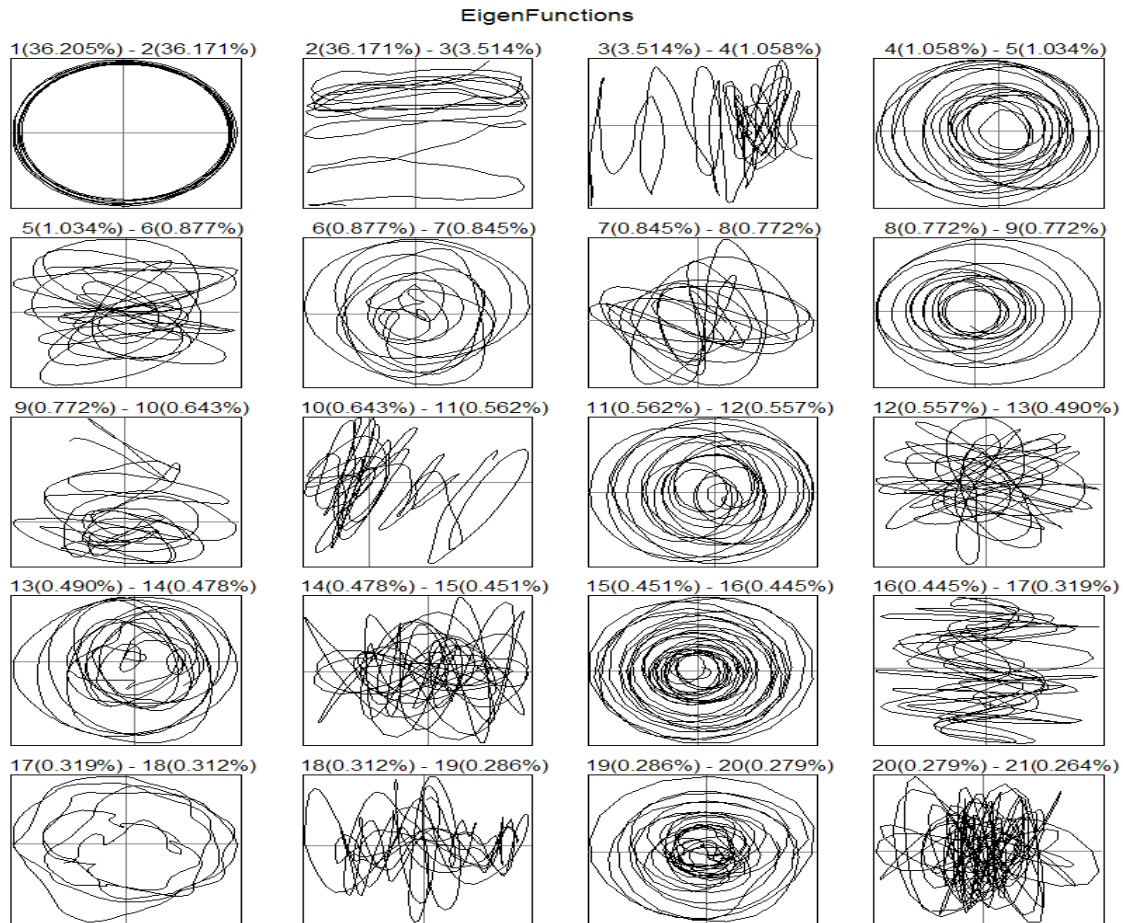 EigenFunctions
1(36.205%) - 2(36.171%)
2(36.171%) - 3(3.514%)
3(3.514%) - 4(1.058%)
4(1.058%) - 5(1.034%)
5(1.034%) - 6(0.877%)
6(0.877%) - 7(0.845%)
7(0.845%) - 8(0.772%)
8(0.772%) - 9(0.772%)
9(0.772%) - 10(0.643%)
10(0.643%) - 11(0.562%)
11(0.562%) - 12(0.557%)
12(0.557%) - 13(0.490%)
13(0.490%) - 14(0.478%)
14(0.478%) - 15(0.451%)
15(0.451%) - 16(0.445%)
16(0.445%) - 17(0.319%)
17(0.319%) - 18(0.312%)
18(0.312%) - 19(0.286%)
19(0.286%) - 20(0.279%)
20(0.279%) - 21(0.264%)